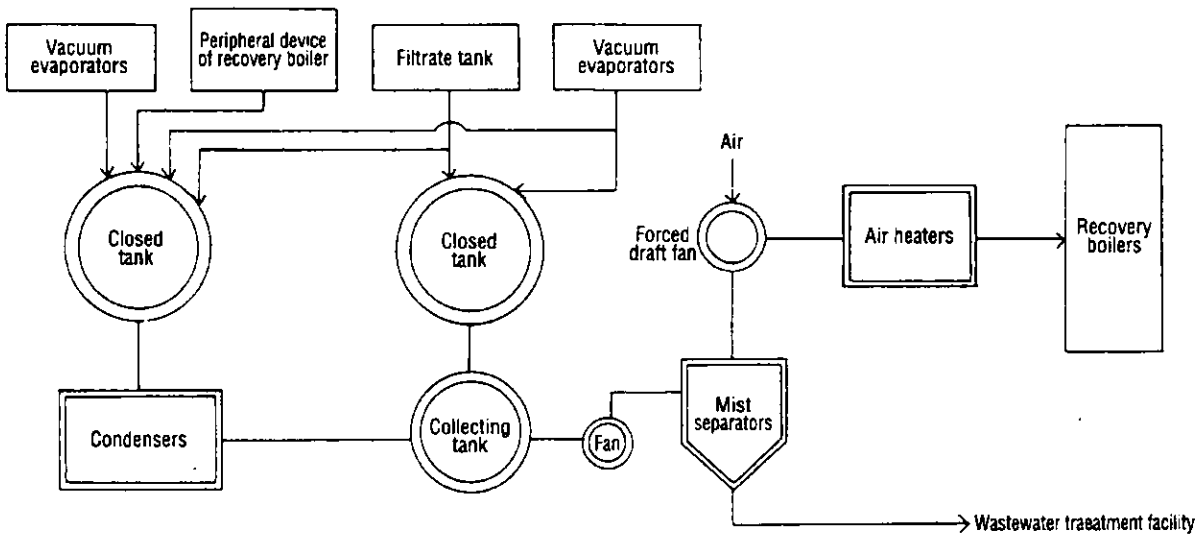 Vacuum
evaporators
Peripheral device
of recovery boiler
Filtrate tank
Vacuum
evaporators
Closed
tank
Closed
tank
Air
Forced
draft fan
Air heaters
Recovery
boilers
Condensers
Collecting
tank
Fan
Mist
separators
Wastewater traeatment facility